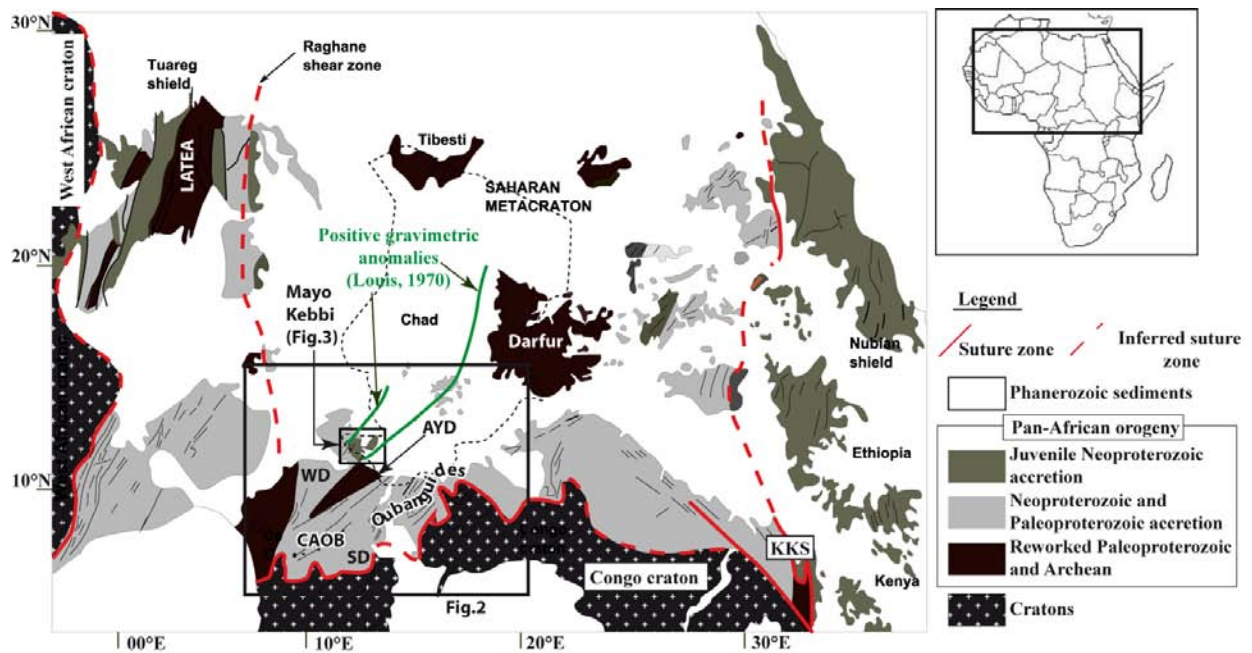 30°N
20°N
10°N
00°E
10°E
20°E
30°E
West African craton
Tuareg
shield
Raghane
shear zone
LATEA
Tibesti
SAHARAN
METACRATON
Positive gravimetric
anomalies
(Louis, 1970)
Mayo
Kebbi
(Fig.3)
Chad
Darfur
Nubian
shield
AYD
WD
Oubanguides
Ethiopia
CAOB
SD
KKS
Congo craton
Kenya
Fig.2
Legend
Suture zone
Inferred suture
zone
Phanerozoic sediments
Pan-African orogeny
Juvenile Neoproterozoic
accretion
Neoproterozoic and
Paleoproterozoic accretion
Reworked Paleoproterozoic
and Archean
Cratons